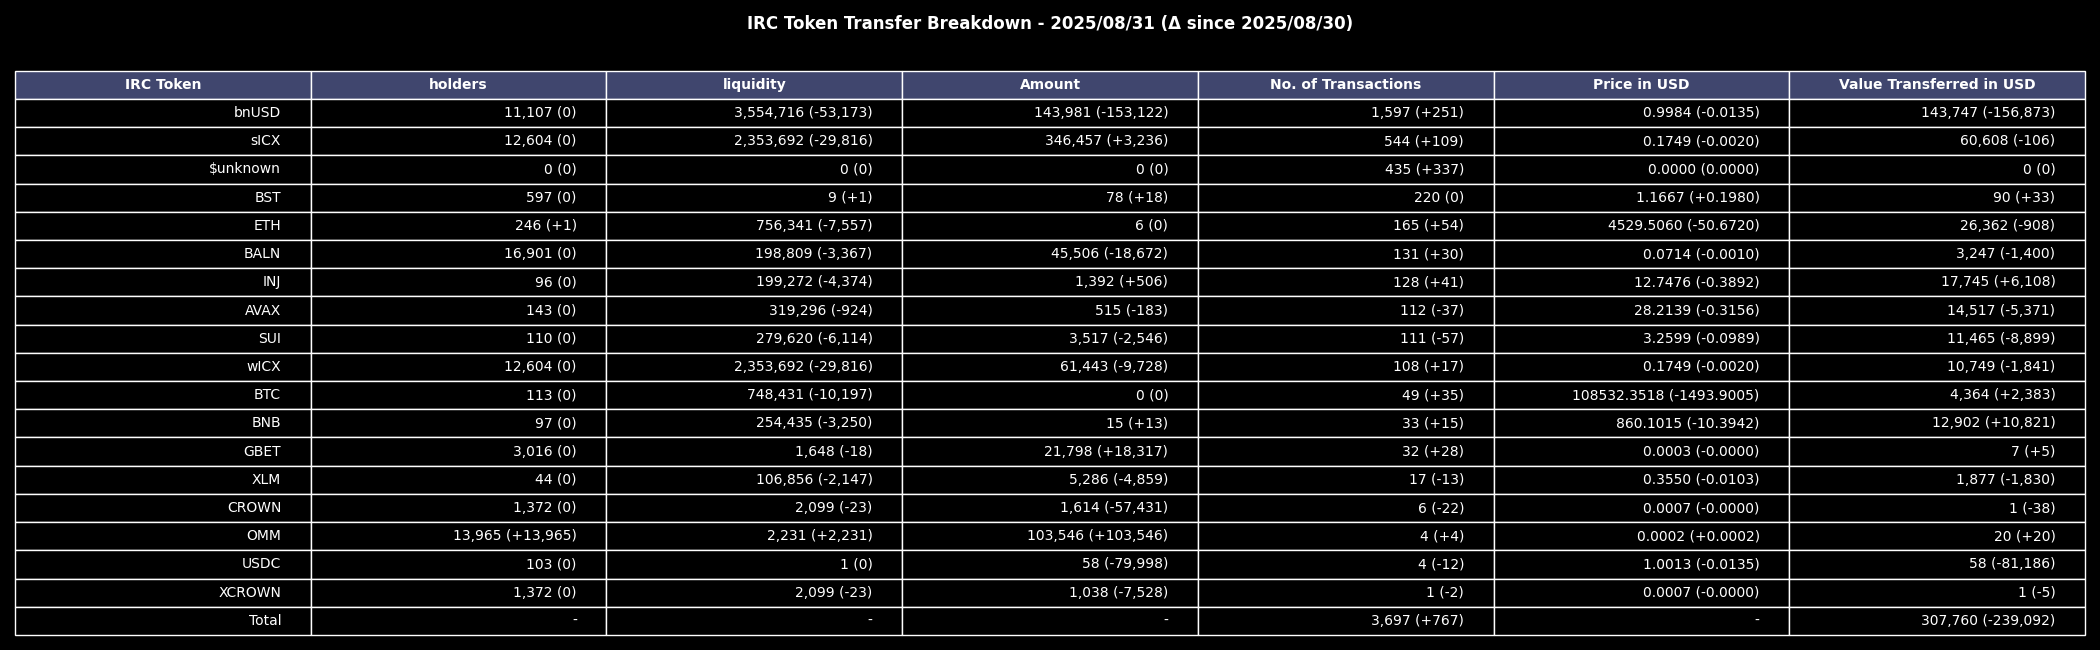 IRC Token Transfer Breakdown - 2025/08/31 (Δ since 2025/08/30)
IRC Token holders liquidity Amount No. of Transactions Price in USD Value Transferred in USD
bnUSD 11,107 (0) 3,554,716 (-53,173) 143,981 (-153,122) 1,597 (+251) 0.9984 (-0.0135) 143,747 (-156,873)
sICX 12,604 (0) 2,353,692 (-29,816) 346,457 (+3,236) 544 (+109) 0.1749 (-0.0020) 60,608 (-106)
$unknown 0 (0) 0 (0) 0 (0) 435 (+337) 0.0000 (0.0000) 0 (0)
BST 597 (0) 9 (+1) 78 (+18) 220 (0) 1.1667 (+0.1980) 90 (+33)
ETH 246 (+1) 756,341 (-7,557) 6 (0) 165 (+54) 4529.5060 (-50.6720) 26,362 (-908)
BALN 16,901 (0) 198,809 (-3,367) 45,506 (-18,672) 131 (+30) 0.0714 (-0.0010) 3,247 (-1,400)
INJ 96 (0) 199,272 (-4,374) 1,392 (+506) 128 (+41) 12.7476 (-0.3892) 17,745 (+6,108)
AVAX 143 (0) 319,296 (-924) 515 (-183) 112 (-37) 28.2139 (-0.3156) 14,517 (-5,371)
SUI 110 (0) 279,620 (-6,114) 3,517 (-2,546) 111 (-57) 3.2599 (-0.0989) 11,465 (-8,899)
wICX 12,604 (0) 2,353,692 (-29,816) 61,443 (-9,728) 108 (+17) 0.1749 (-0.0020) 10,749 (-1,841)
BTC 113 (0) 748,431 (-10,197) 0 (0) 49 (+35) 108532.3518 (-1493.9005) 4,364 (+2,383)
BNB 97 (0) 254,435 (-3,250) 15 (+13) 33 (+15) 860.1015 (-10.3942) 12,902 (+10,821)
GBET 3,016 (0) 1,648 (-18) 21,798 (+18,317) 32 (+28) 0.0003 (-0.0000) 7 (+5)
XLM 44 (0) 106,856 (-2,147) 5,286 (-4,859) 17 (-13) 0.3550 (-0.0103) 1,877 (-1,830)
CROWN 1,372 (0) 2,099 (-23) 1,614 (-57,431) 6 (-22) 0.0007 (-0.0000) 1 (-38)
OMM 13,965 (+13,965) 2,231 (+2,231) 103,546 (+103,546) 4 (+4) 0.0002 (+0.0002) 20 (+20)
USDC 103 (0) 1 (0) 58 (-79,998) 4 (-12) 1.0013 (-0.0135) 58 (-81,186)
XCROWN 1,372 (0) 2,099 (-23) 1,038 (-7,528) 1 (-2) 0.0007 (-0.0000) 1 (-5)
Total - - - 3,697 (+767) - 307,760 (-239,092)